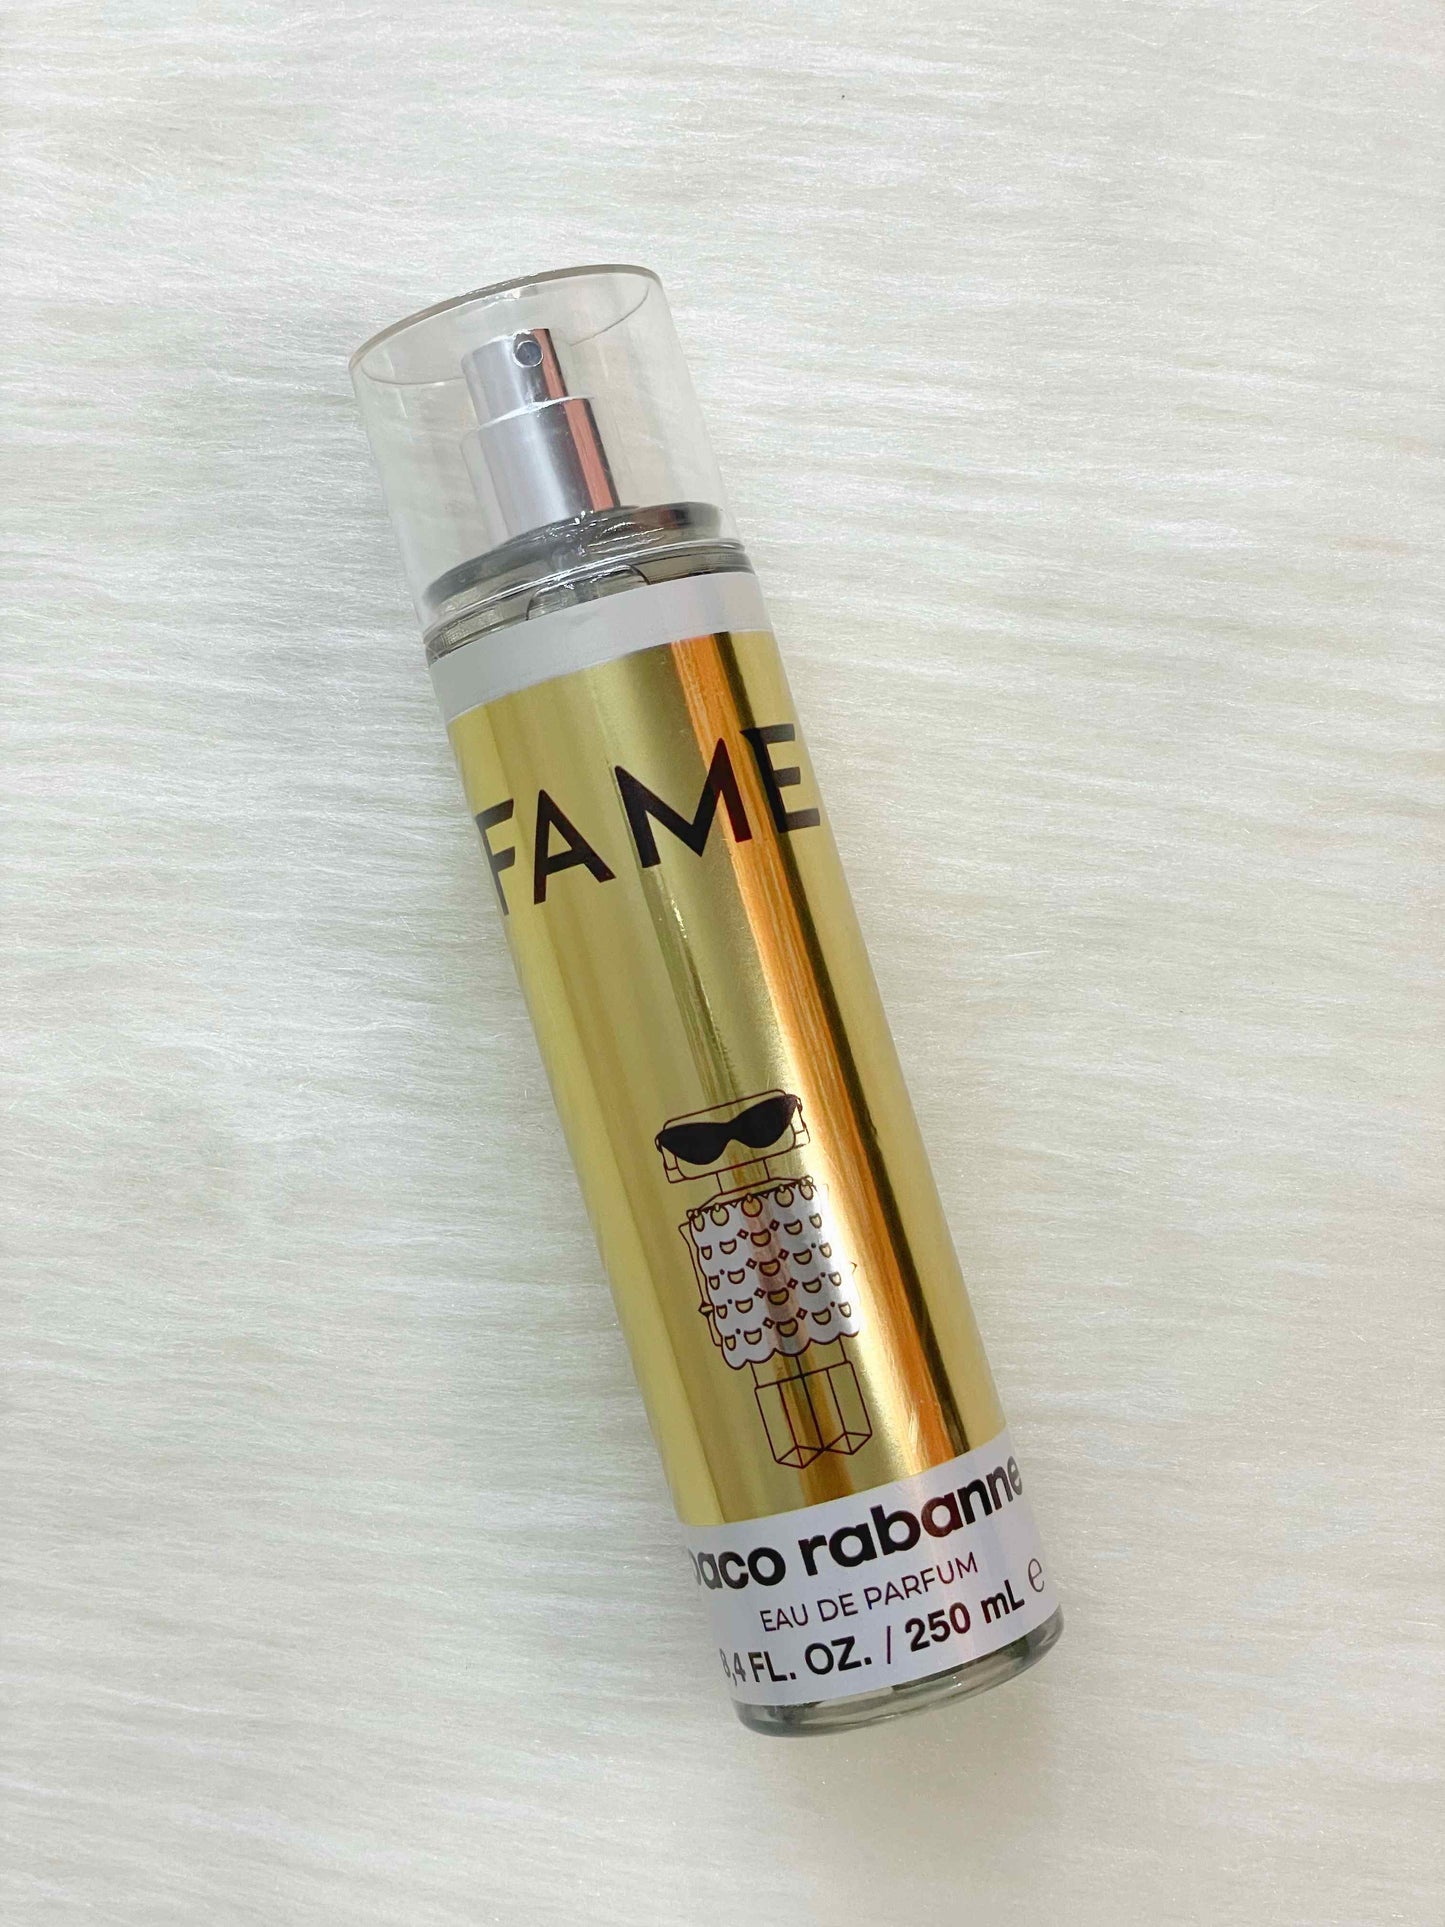 FAME
paco rabanne
EAU DE PARFUM
8,4 FL. OZ. / 250 mL ℮